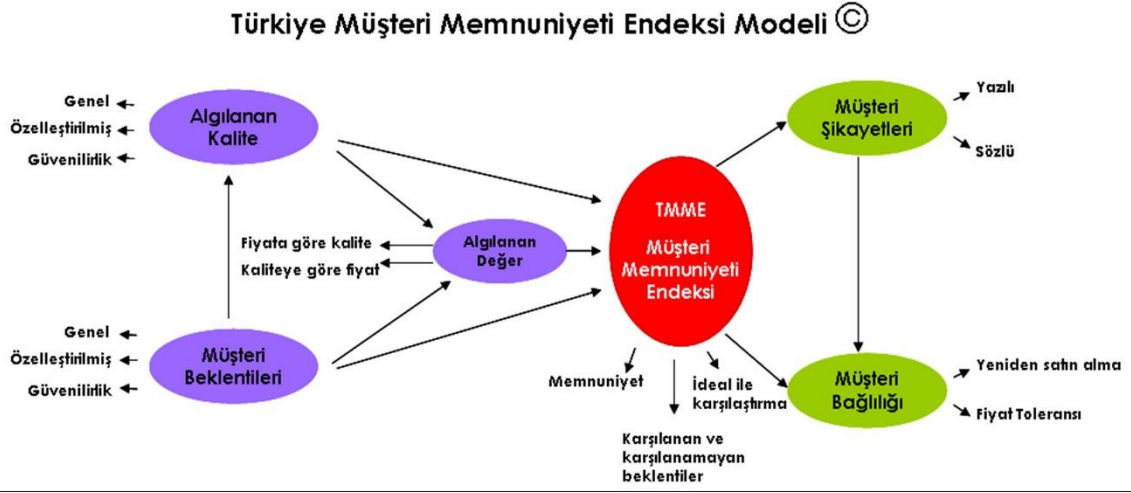 Türkiye Müşteri Memnuniyeti Endeksi Modeli ©
Genel
Özelleştirilmiş
Güvenilirlik
Algılanan
Kalite
Müşteri
Şikayetleri
Yazılı
Sözlü
Fiyata göre kalite
Kaliteye göre fiyat
Algılanan
Değer
TMME
Müşteri
Memnuniyeti
Endeksi
Genel
Özelleştirilmiş
Güvenilirlik
Müşteri
Beklentileri
Memnuniyet
İdeal ile
karşılaştırma
Karşılanan ve
karşılanamayan
beklentiler
Müşteri
Bağlılığı
Yeniden satın alma
Fiyat Toleransı